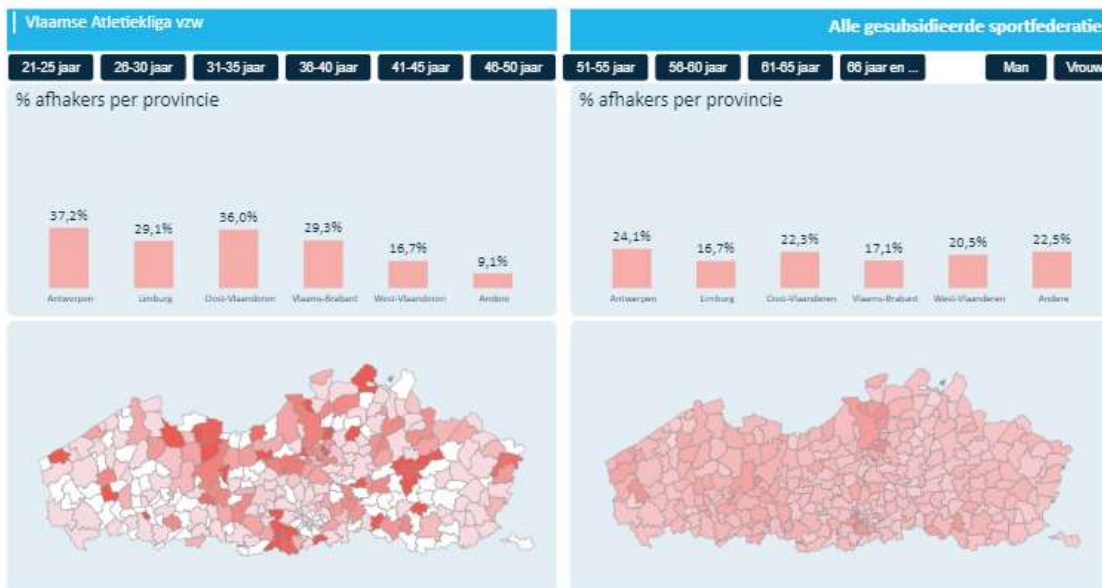 Vlaamse Atletiekliga vzw
Alle gesubsidieerde sportfederatie
21-25 jaar 26-30 jaar 31-35 jaar 36-40 jaar 41-45 jaar 46-50 jaar 51-55 jaar 56-60 jaar 61-65 jaar 66 jaar en ... Man Vrouw
% afhakers per provincie
37,2% 29,1% 36,0% 29,3% 16,7% 9,1%
Antwerpen Limburg Oost-Vlaanderen Vlaams-Brabant West-Vlaanderen Andere
% afhakers per provincie
24,1% 16,7% 22,3% 17,1% 20,5% 22,5%
Antwerpen Limburg Oost-Vlaanderen Vlaams-Brabant West-Vlaanderen Andere